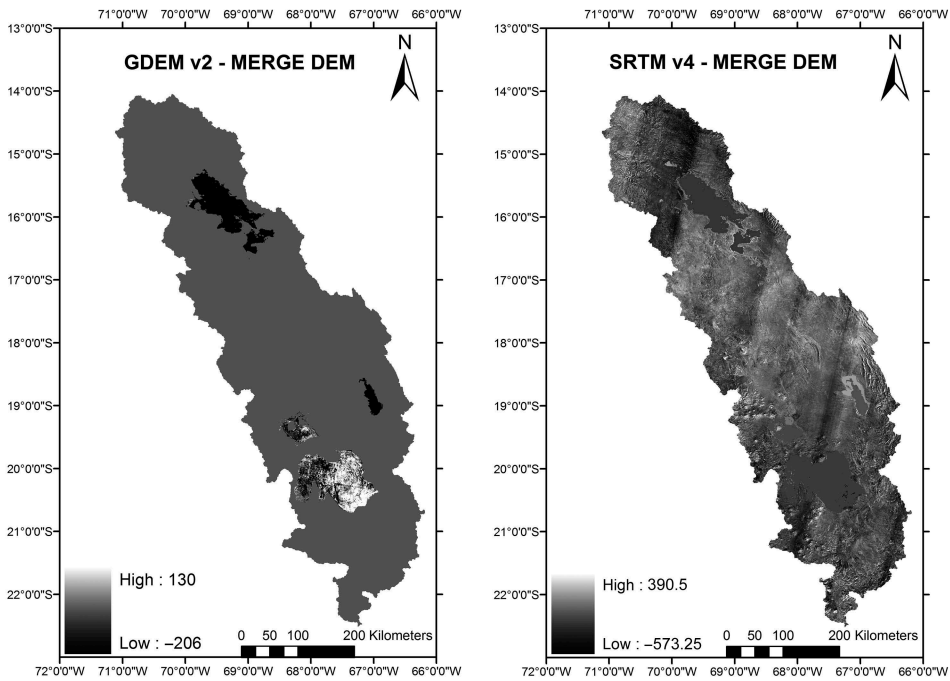 71°0'0"W 70°0'0"W 69°0'0"W 68°0'0"W 67°0'0"W 66°0'0"W
13°0'0"S
14°0'0"S
15°0'0"S
16°0'0"S
17°0'0"S
18°0'0"S
19°0'0"S
20°0'0"S
21°0'0"S
22°0'0"S
GDEM v2 - MERGE DEM
N
High : 130
Low : –206
0 50 100 200 Kilometers
72°0'0"W 71°0'0"W 70°0'0"W 69°0'0"W 68°0'0"W 67°0'0"W 66°0'0"W
71°0'0"W 70°0'0"W 69°0'0"W 68°0'0"W 67°0'0"W 66°0'0"W
13°0'0"S
14°0'0"S
15°0'0"S
16°0'0"S
17°0'0"S
18°0'0"S
19°0'0"S
20°0'0"S
21°0'0"S
22°0'0"S
SRTM v4 - MERGE DEM
N
High : 390.5
Low : –573.25
0 50 100 200 Kilometers
72°0'0"W 71°0'0"W 70°0'0"W 69°0'0"W 68°0'0"W 67°0'0"W 66°0'0"W